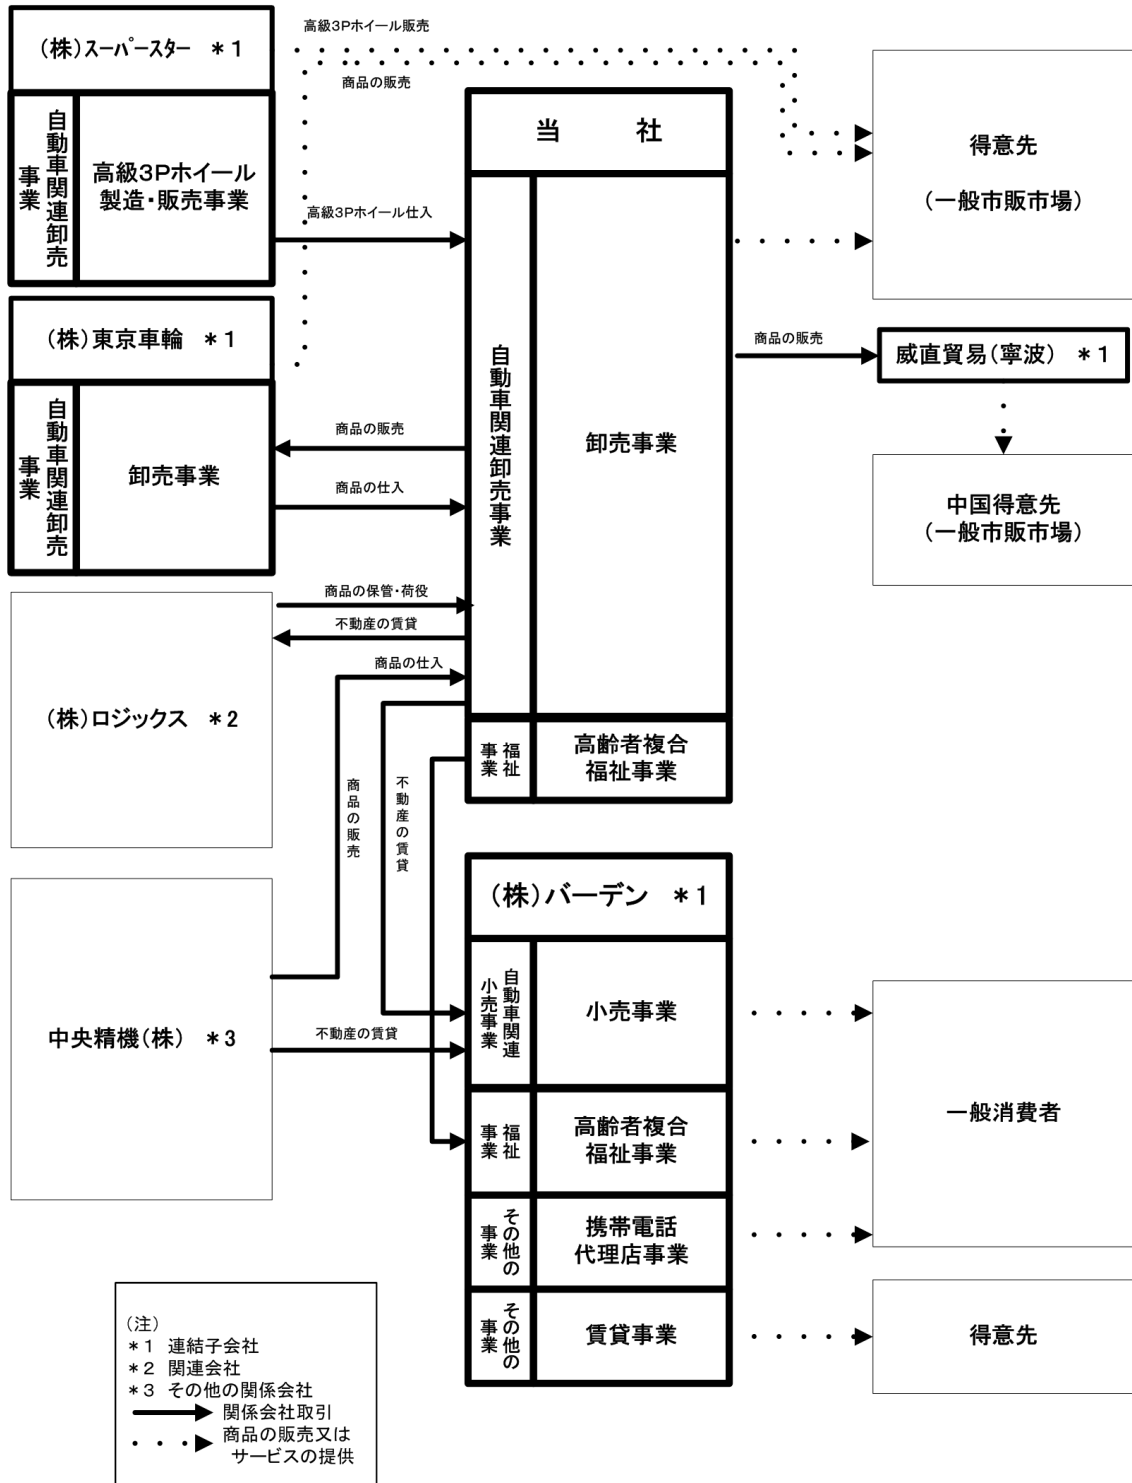 (株)スーパースター ＊1
自動車関連卸売
事業
高級3Pホイール
製造・販売事業
高級3Pホイール販売
商品の販売
高級3Pホイール仕入
(株)東京車輪 ＊1
自動車関連卸売
事業
卸売事業
商品の販売
商品の仕入
(株)ロジックス ＊2
商品の保管・荷役
不動産の賃貸
商品の仕入
中央精機(株) ＊3
商品の販売
不動産の賃貸
不動産の賃貸
当 社
自動車関連卸売事業
卸売事業
福祉
事業
高齢者複合
福祉事業
(株)バーデン ＊1
自動車関連
小売事業
小売事業
福祉
事業
高齢者複合
福祉事業
その他の
事業
携帯電話
代理店事業
その他の
事業
賃貸事業
得意先
(一般市販市場)
商品の販売
威直貿易(寧波) ＊1
中国得意先
(一般市販市場)
一般消費者
得意先
(注)
＊1 連結子会社
＊2 関連会社
＊3 その他の関係会社
関係会社取引
商品の販売又は
サービスの提供